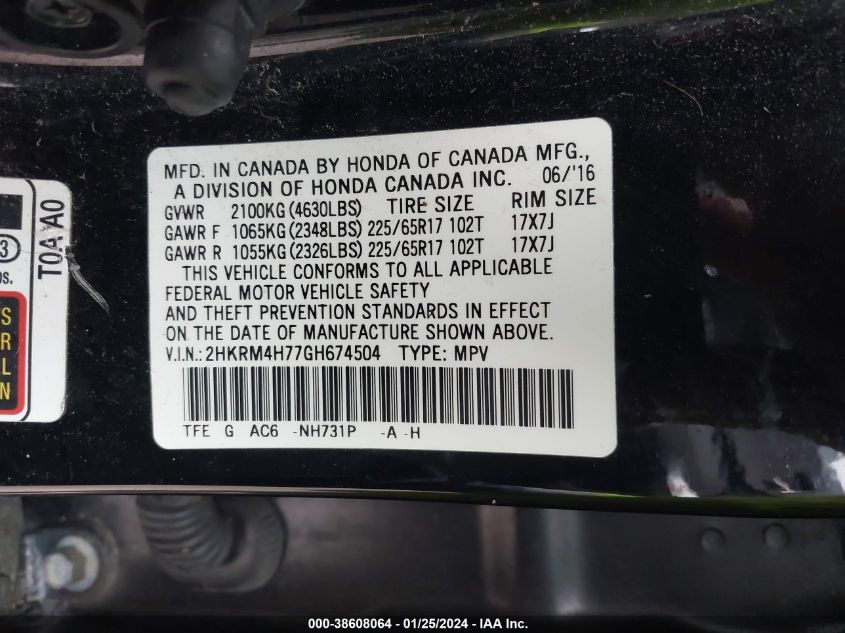 MFD. IN CANADA BY HONDA OF CANADA MFG.,
A DIVISION OF HONDA CANADA INC. 06/'16
GVWR 2100KG (4630LBS) TIRE SIZE RIM SIZE
GAWR F 1065KG (2348LBS) 225/65R17 102T 17X7J
GAWR R 1055KG (2326LBS) 225/65R17 102T 17X7J
THIS VEHICLE CONFORMS TO ALL APPLICABLE
FEDERAL MOTOR VEHICLE SAFETY
AND THEFT PREVENTION STANDARDS IN EFFECT
ON THE DATE OF MANUFACTURE SHOWN ABOVE.
V.I.N.: 2HKRM4H77GH674504 TYPE: MPV
TFE G AC6 -NH731P -A -H
T0A A0
3
000-38608064 - 01/25/2024 - IAA Inc.